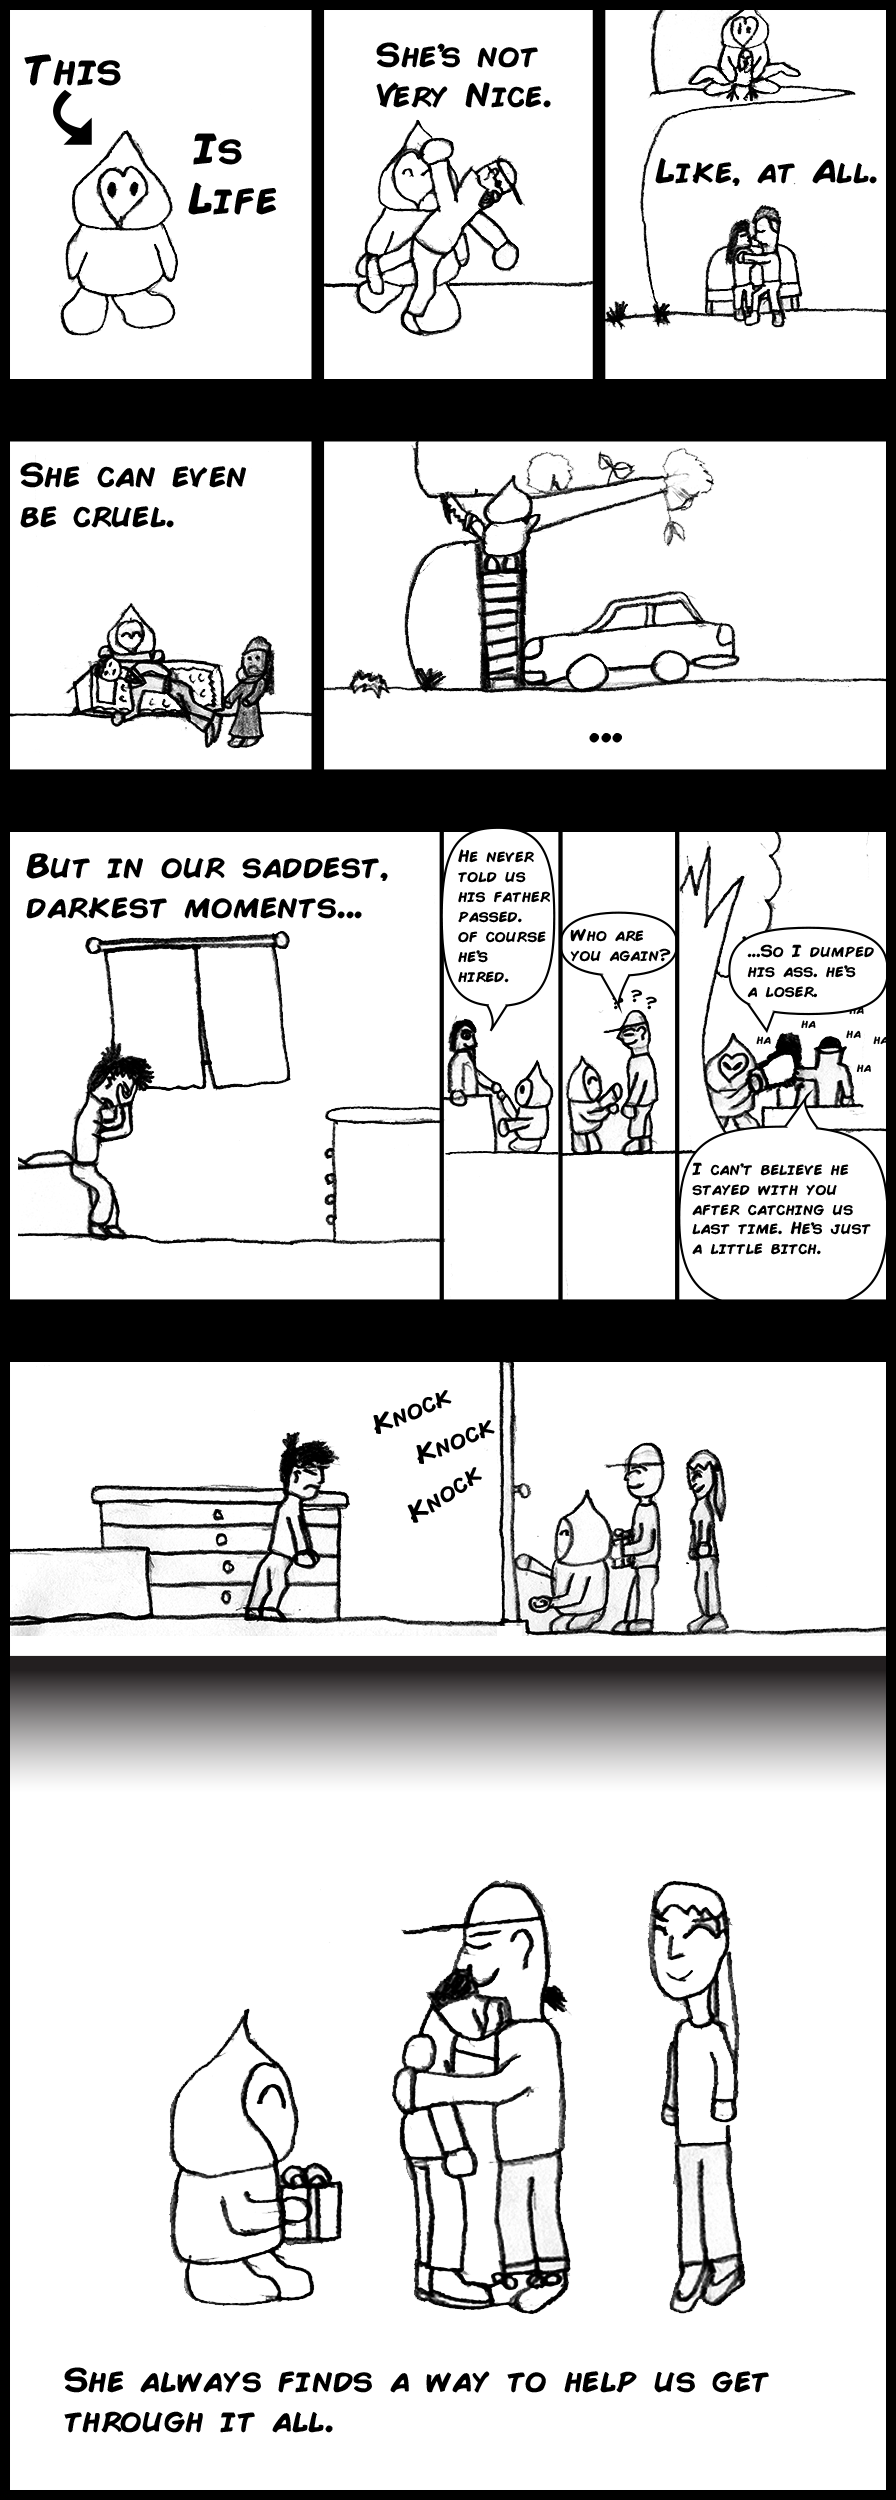 This
Is
Life
She's not
very Nice.
Like, at All.
She can even
be cruel.
...
But in our saddest,
darkest moments...
He never
told us
his father
passed.
Of course
he's
hired.
Who are
you again?
? ? ?
...So I dumped
his ass. He's
a loser.
HA
HA
HA
HA
HA
HA
I can't believe he
stayed with you
after catching us
last time. He's just
a little bitch.
Knock
Knock
Knock
She always finds a way to help us get
through it all.